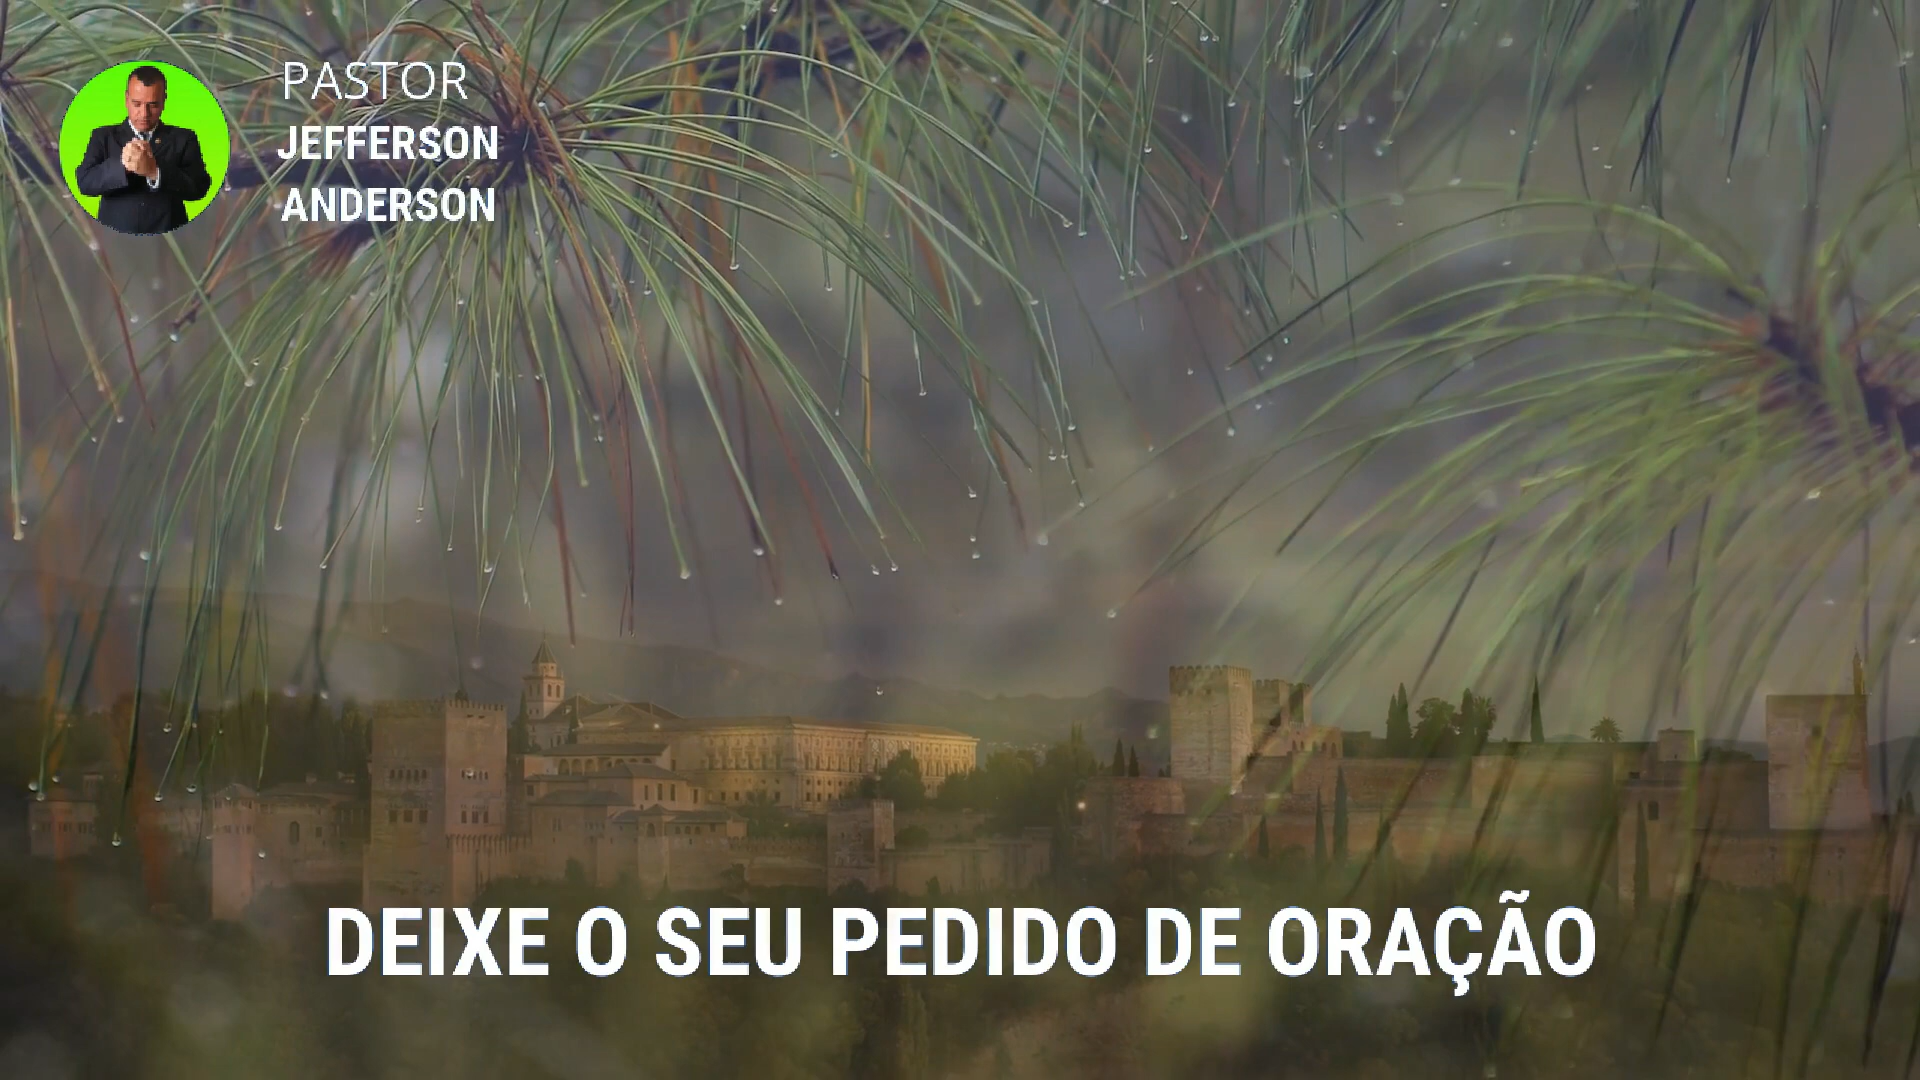 PASTOR
JEFFERSON
ANDERSON
DEIXE O SEU PEDIDO DE ORAÇÃO